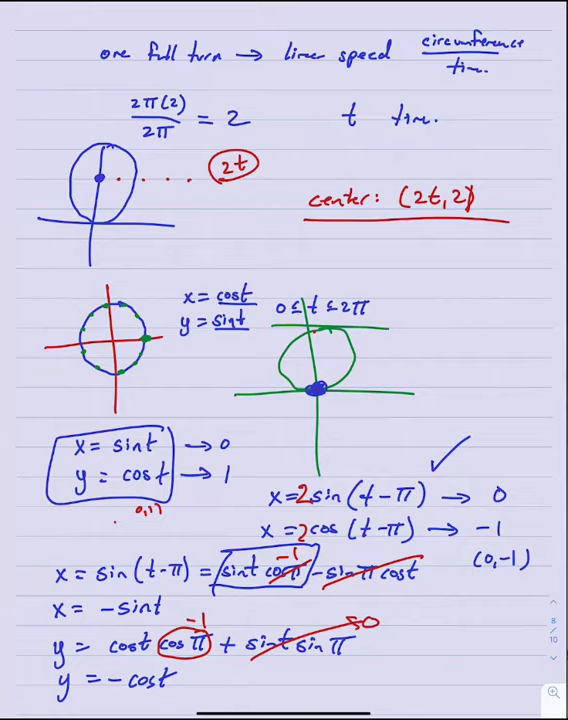 one full turn → linear speed circumference / time
2π(2) / 2π = 2 t time.
2t
center: (2t, 2)
x = cost
y = sint 0 ≤ t ≤ 2π
x = sint → 0
y = cost → 1
0,1
x = 2sin(t-π) → 0
x = 2cos(t-π) → -1
(0,-1)
-1
x = sin(t-π) = sint cosπ - sinπ cost
x = -sint
-1 0
y = cost cosπ + sint sinπ
y = -cost
8/10